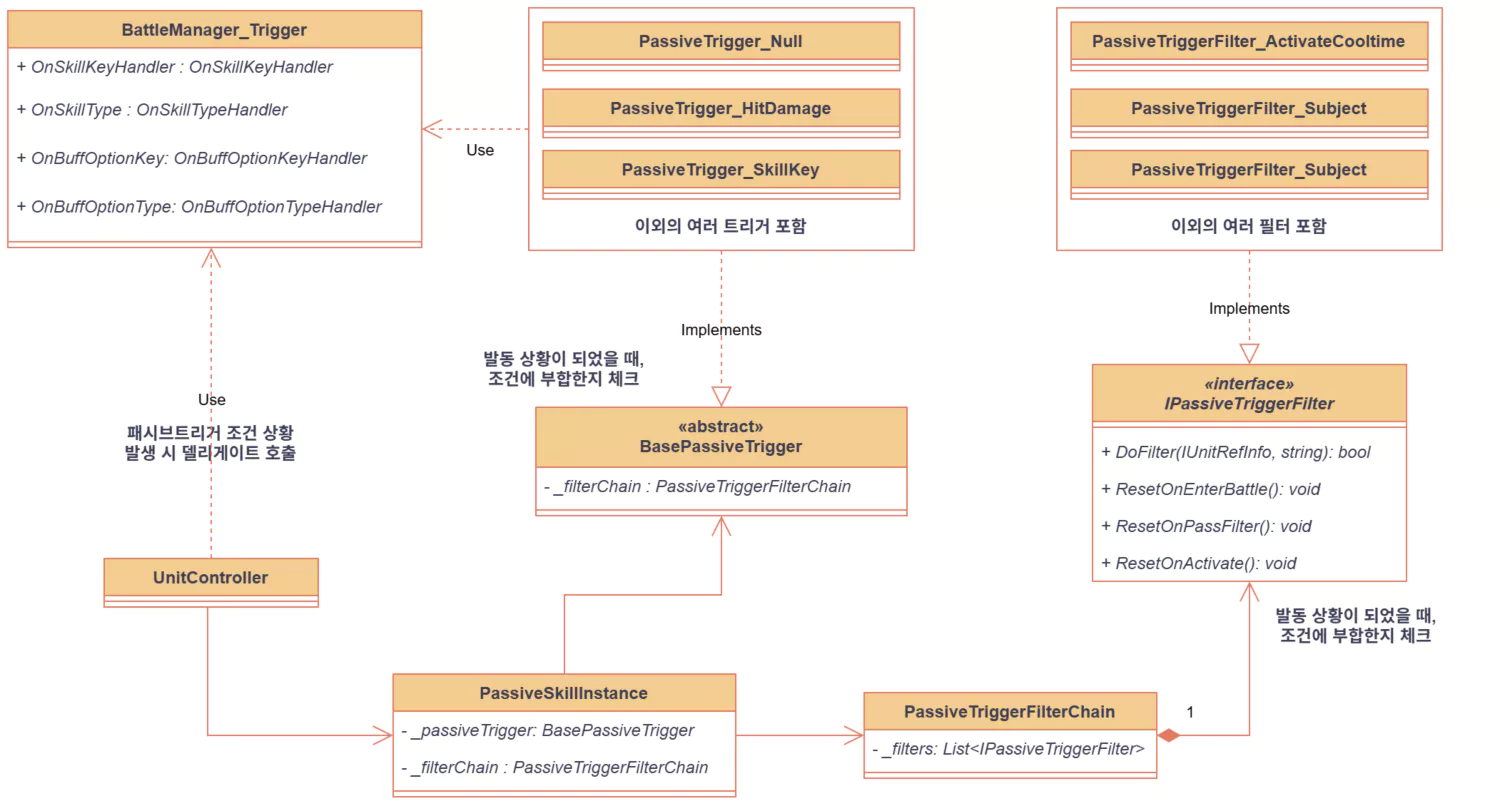 BattleManager_Trigger
+ OnSkillKeyHandler : OnSkillKeyHandler
+ OnSkillType : OnSkillTypeHandler
+ OnBuffOptionKey: OnBuffOptionKeyHandler
+ OnBuffOptionType: OnBuffOptionTypeHandler
Use
PassiveTrigger_Null
PassiveTrigger_HitDamage
PassiveTrigger_SkillKey
이외의 여러 트리거 포함
PassiveTriggerFilter_ActivateCooltime
PassiveTriggerFilter_Subject
PassiveTriggerFilter_Subject
이외의 여러 필터 포함
Implements
Implements
발동 상황이 되었을 때,
조건에 부합한지 체크
«abstract»
BasePassiveTrigger
- _filterChain : PassiveTriggerFilterChain
«interface»
IPassiveTriggerFilter
+ DoFilter(IUnitRefInfo, string): bool
+ ResetOnEnterBattle(): void
+ ResetOnPassFilter(): void
+ ResetOnActivate(): void
Use
패시브트리거 조건 상황
발생 시 델리게이트 호출
UnitController
발동 상황이 되었을 때,
조건에 부합한지 체크
PassiveSkillInstance
- _passiveTrigger: BasePassiveTrigger
- _filterChain : PassiveTriggerFilterChain
PassiveTriggerFilterChain
- _filters: List<IPassiveTriggerFilter>
1